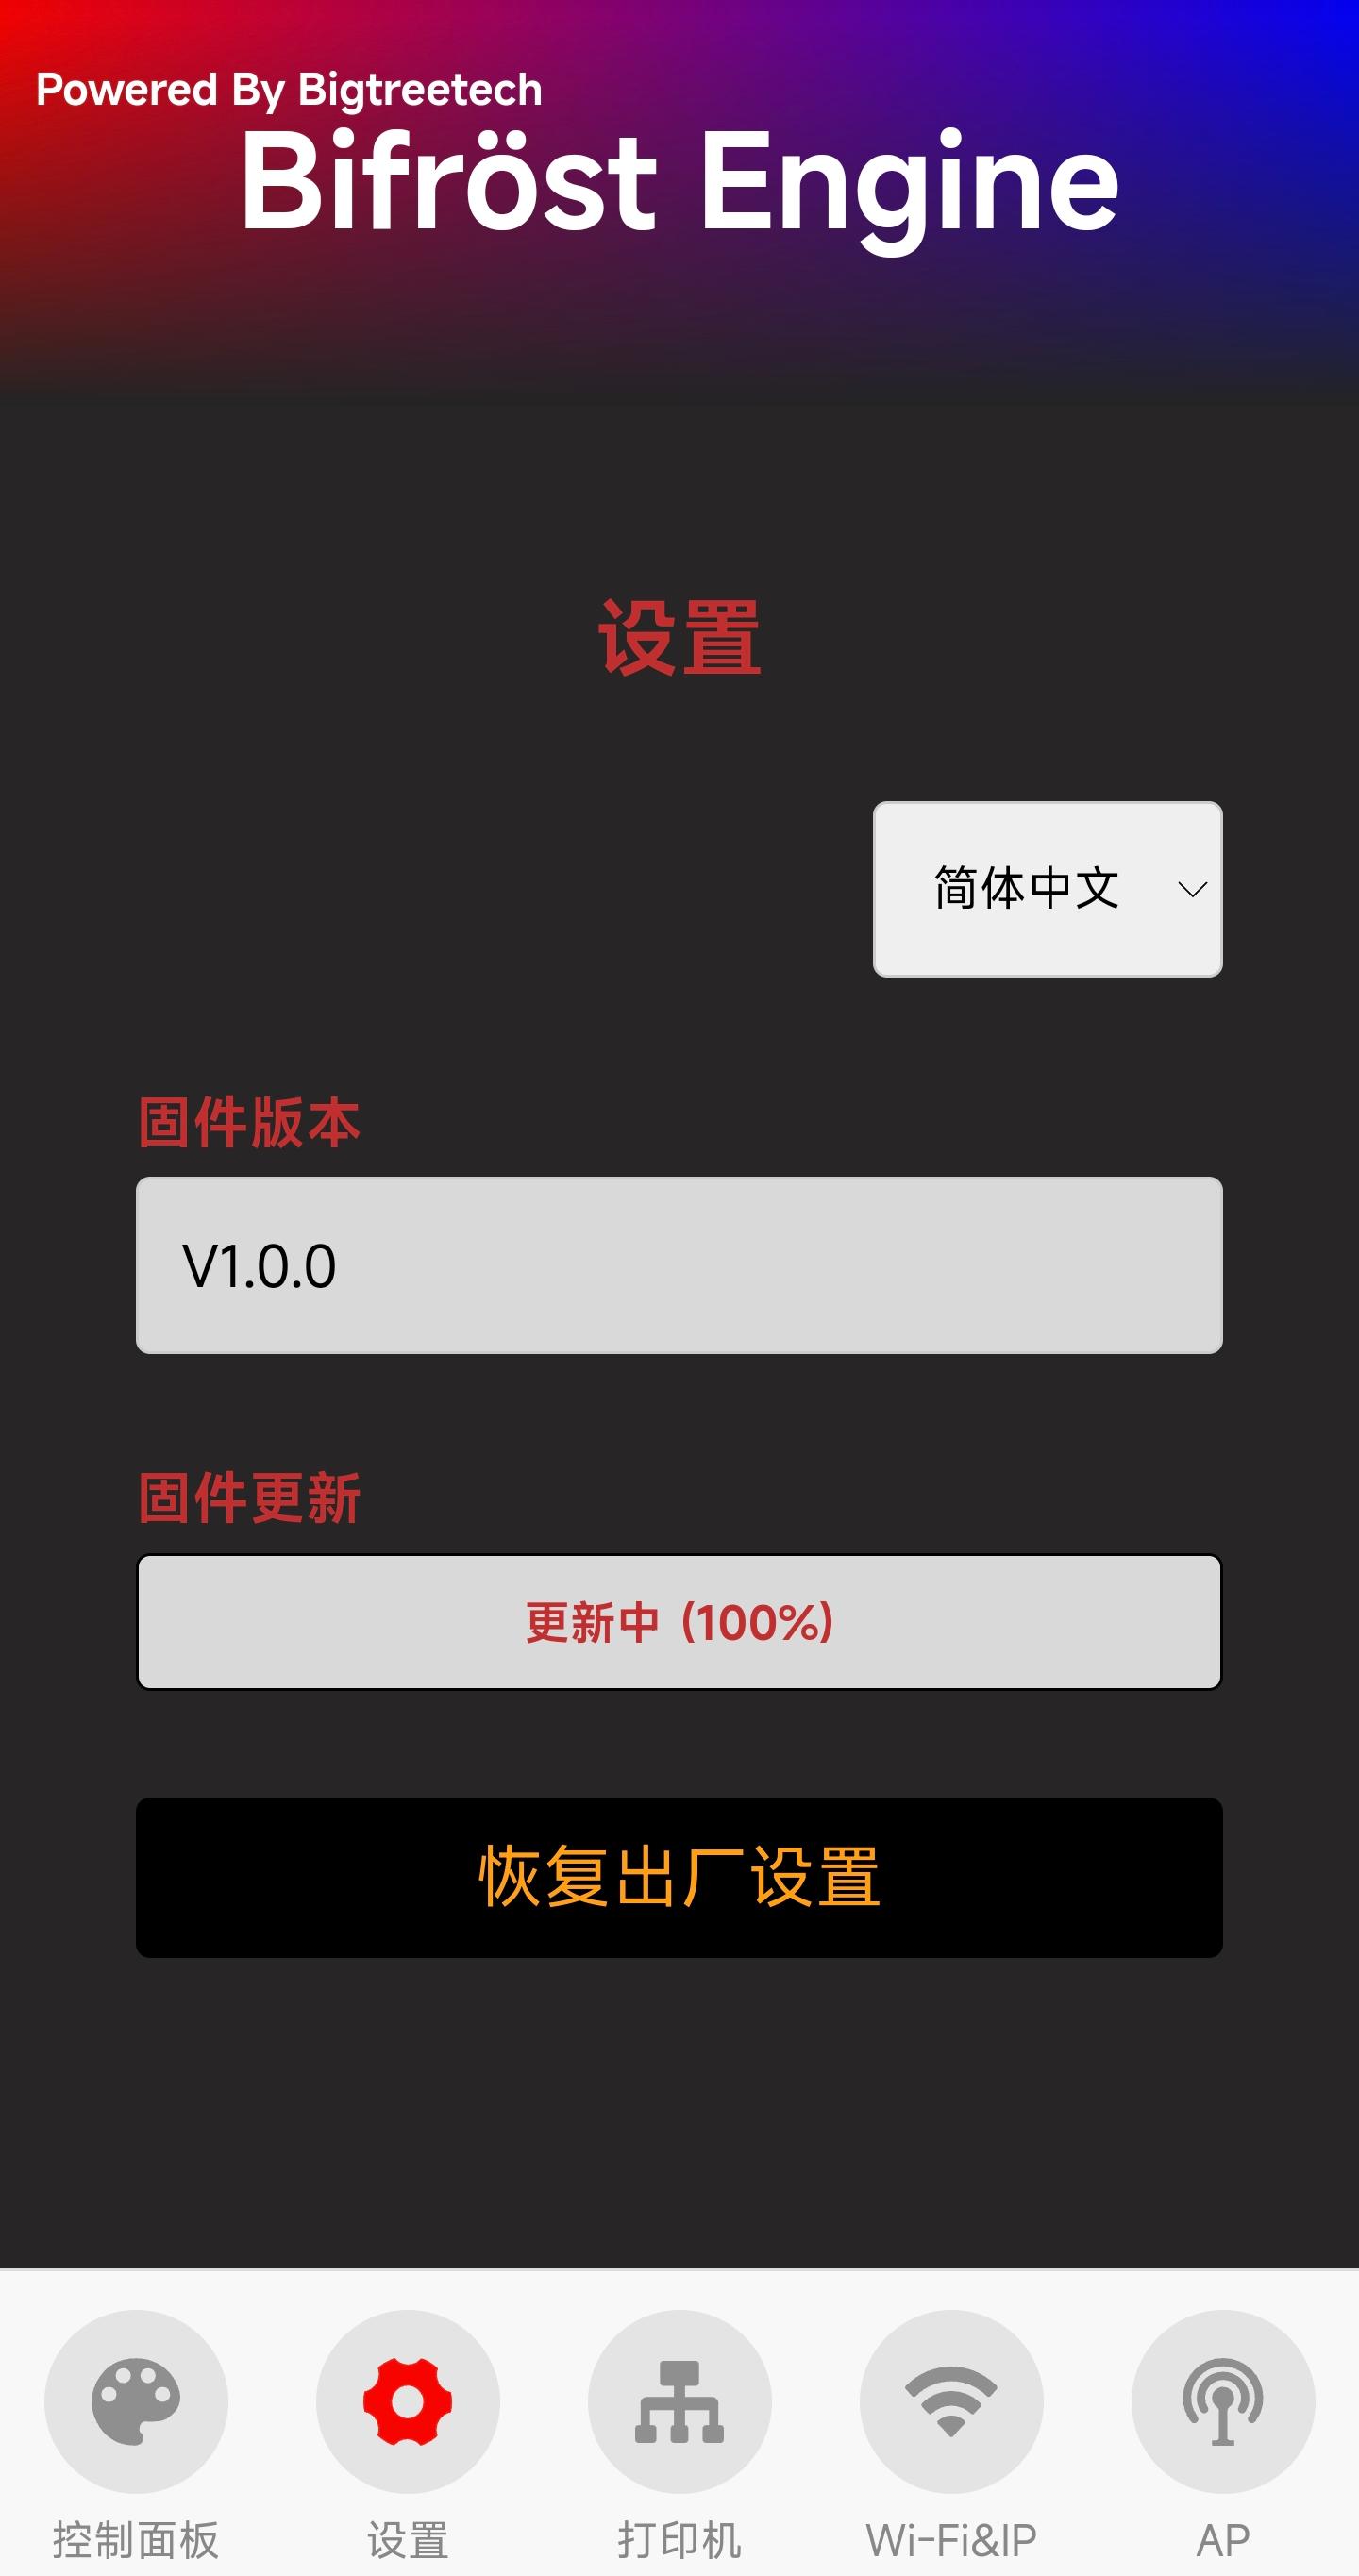 Powered By Bigtreetech
Bifröst Engine
设置
简体中文
固件版本
V1.0.0
固件更新
更新中 (100%)
恢复出厂设置
控制面板 设置 打印机 Wi-Fi&IP AP